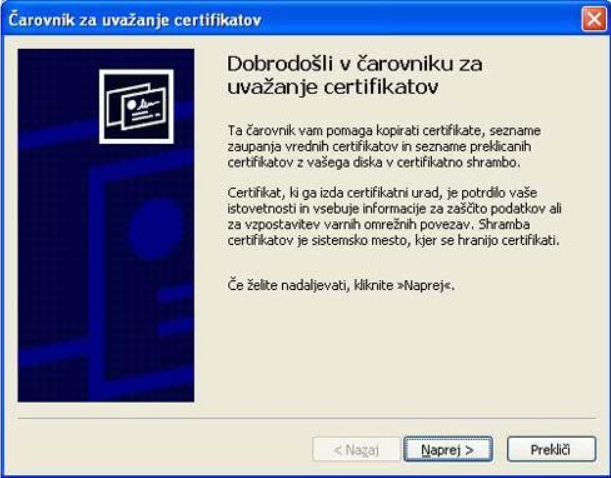 Čarovnik za uvažanje certifikatov
Dobrodošli v čarovniku za
uvažanje certifikatov
Ta čarovnik vam pomaga kopirati certifikate, sezname
zaupanja vrednih certifikatov in sezname preklicanih
certifikatov z vašega diska v certifikatno shrambo.
Certifikat, ki ga izda certifikatni urad, je potrdilo vaše
istovetnosti in vsebuje informacije za zaščito podatkov ali
za vzpostavitev varnih omrežnih povezav. Shramba
certifikatov je sistemsko mesto, kjer se hranijo certifikati.
Če želite nadaljevati, kliknite »Naprej«.
< Nazaj Naprej > Prekliči